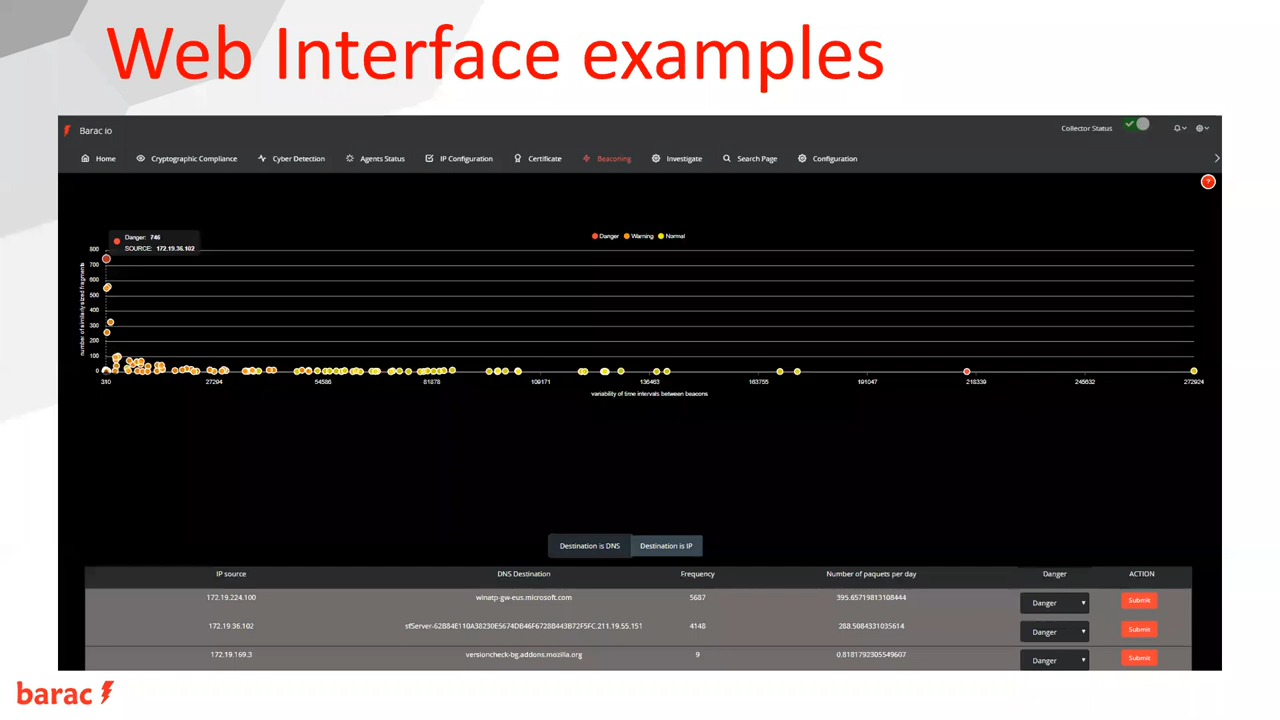 Web Interface examples
Barac io
Collector Status
Home Cryptographic Compliance Cyber Detection Agents Status IP Configuration Certificate Beaconing Investigate Search Page Configuration
?
Danger: 746
SOURCE: 172.19.36.102
Danger Warning Normal
number of similarly sized fragments
800
700
600
500
400
300
200
100
0
310 27294 54586 81878 109171 136463 163755 191047 218339 245632 272924
variability of time intervals between beacons
Destination is DNS Destination is IP
IP source DNS Destination Frequency Number of paquets per day Danger ACTION
172.19.224.100 winatp-gw-eus.microsoft.com 5687 395.65719813108444 Danger Submit
172.19.36.102 sfServer-62B84E110A38230E5674DB46F6728B443B72F5FC.211.19.55.151 4148 288.5084331035614 Danger Submit
172.19.169.3 versioncheck-bg.addons.mozilla.org 9 0.8181792305549607 Danger Submit
barac